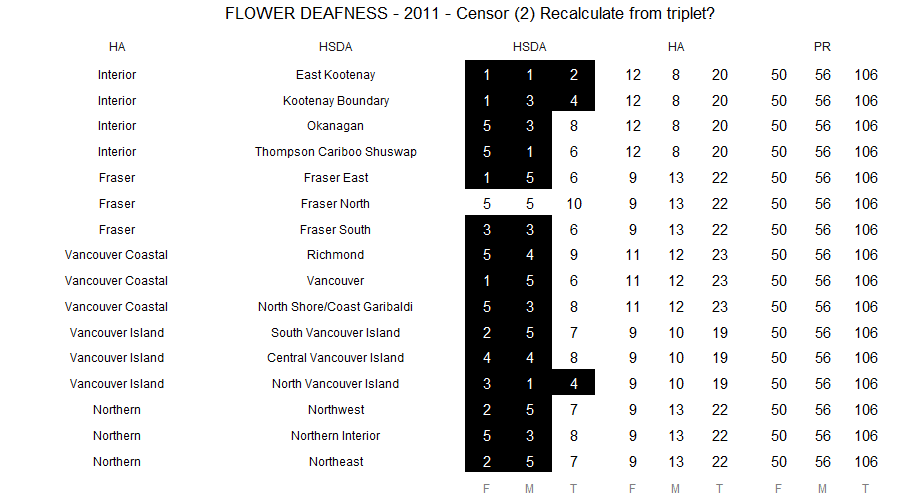 FLOWER DEAFNESS - 2011 - Censor (2) Recalculate from triplet?
HA HSDA HSDA HA PR
Interior East Kootenay 1 1 2 12 8 20 50 56 106
Interior Kootenay Boundary 1 3 4 12 8 20 50 56 106
Interior Okanagan 5 3 8 12 8 20 50 56 106
Interior Thompson Cariboo Shuswap 5 1 6 12 8 20 50 56 106
Fraser Fraser East 1 5 6 9 13 22 50 56 106
Fraser Fraser North 5 5 10 9 13 22 50 56 106
Fraser Fraser South 3 3 6 9 13 22 50 56 106
Vancouver Coastal Richmond 5 4 9 11 12 23 50 56 106
Vancouver Coastal Vancouver 1 5 6 11 12 23 50 56 106
Vancouver Coastal North Shore/Coast Garibaldi 5 3 8 11 12 23 50 56 106
Vancouver Island South Vancouver Island 2 5 7 9 10 19 50 56 106
Vancouver Island Central Vancouver Island 4 4 8 9 10 19 50 56 106
Vancouver Island North Vancouver Island 3 1 4 9 10 19 50 56 106
Northern Northwest 2 5 7 9 13 22 50 56 106
Northern Northern Interior 5 3 8 9 13 22 50 56 106
Northern Northeast 2 5 7 9 13 22 50 56 106
F M T F M T F M T